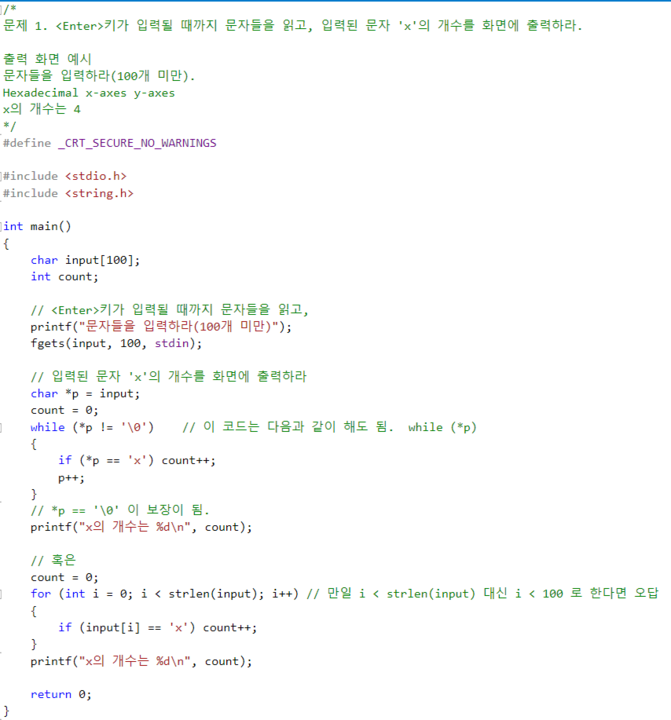 /*
문제 1. <Enter>키가 입력될 때까지 문자들을 읽고, 입력된 문자 'x'의 개수를 화면에 출력하라.

출력 화면 예시
문자들을 입력하라(100개 미만).
Hexadecimal x-axes y-axes
x의 개수는 4
*/
#define _CRT_SECURE_NO_WARNINGS

#include <stdio.h>
#include <string.h>

int main()
{
    char input[100];
    int count;

    // <Enter>키가 입력될 때까지 문자들을 읽고,
    printf("문자들을 입력하라(100개 미만)");
    fgets(input, 100, stdin);

    // 입력된 문자 'x'의 개수를 화면에 출력하라
    char *p = input;
    count = 0;
    while (*p != '\0')    // 이 코드는 다음과 같이 해도 됨.  while (*p)
    {
        if (*p == 'x') count++;
        p++;
    }
    // *p == '\0' 이 보장이 됨.
    printf("x의 개수는 %d\n", count);

    // 혹은
    count = 0;
    for (int i = 0; i < strlen(input); i++) // 만일 i < strlen(input) 대신 i < 100 로 한다면 오답
    {
        if (input[i] == 'x') count++;
    }
    printf("x의 개수는 %d\n", count);

    return 0;
}